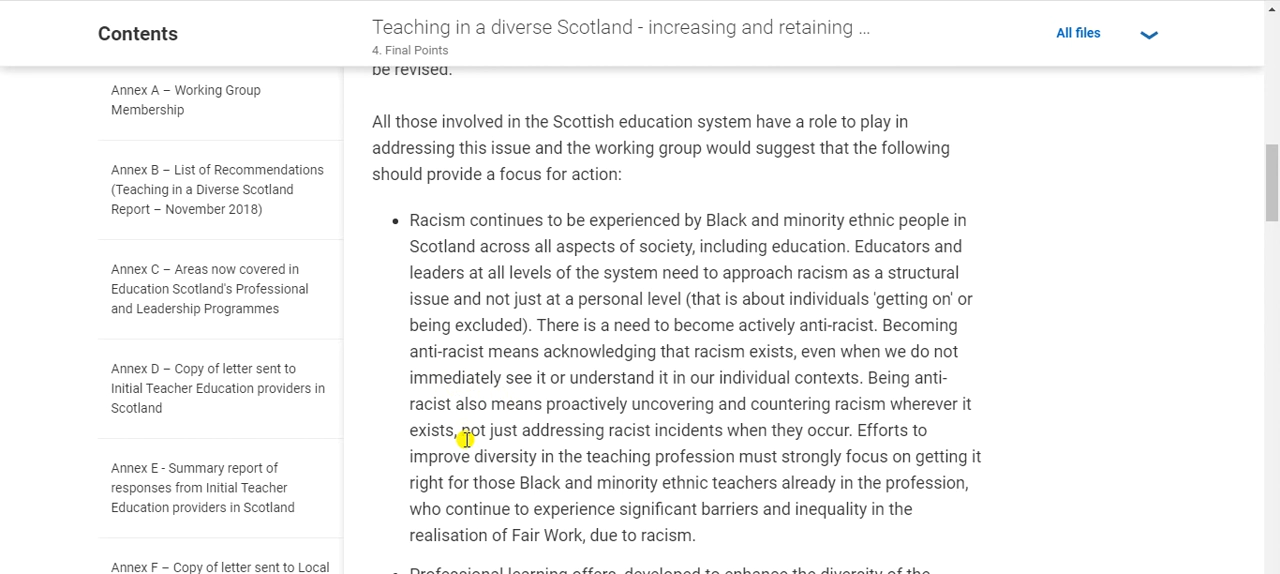 Contents
Teaching in a diverse Scotland - increasing and retaining ...
4. Final Points
All files
Annex A – Working Group
Membership
Annex B – List of Recommendations
(Teaching in a Diverse Scotland
Report – November 2018)
Annex C – Areas now covered in
Education Scotland's Professional
and Leadership Programmes
Annex D – Copy of letter sent to
Initial Teacher Education providers in
Scotland
Annex E - Summary report of
responses from Initial Teacher
Education providers in Scotland
Annex F – Copy of letter sent to Local
be revised.
All those involved in the Scottish education system have a role to play in
addressing this issue and the working group would suggest that the following
should provide a focus for action:
• Racism continues to be experienced by Black and minority ethnic people in
Scotland across all aspects of society, including education. Educators and
leaders at all levels of the system need to approach racism as a structural
issue and not just at a personal level (that is about individuals 'getting on' or
being excluded). There is a need to become actively anti-racist. Becoming
anti-racist means acknowledging that racism exists, even when we do not
immediately see it or understand it in our individual contexts. Being anti-
racist also means proactively uncovering and countering racism wherever it
exists, not just addressing racist incidents when they occur. Efforts to
improve diversity in the teaching profession must strongly focus on getting it
right for those Black and minority ethnic teachers already in the profession,
who continue to experience significant barriers and inequality in the
realisation of Fair Work, due to racism.
• Professional learning offers, developed to enhance the diversity of the